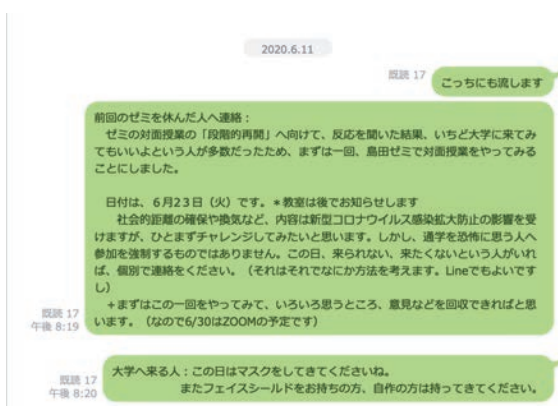 2020.6.11
既読 17
こっちにも流します
前回のゼミを休んだ人へ連絡：
ゼミの対面授業の「段階的再開」へ向けて、反応を聞いた結果、いちど大学に来てみ
てもいいよという人が多数だったため、まずは一回、島田ゼミで対面授業をやってみる
ことにしました。
日付は、６月２３日（火）です。＊教室は後でお知らせします
社会的距離の確保や換気など、内容は新型コロナウイルス感染拡大防止の影響を受
けますが、ひとまずチャレンジしてみたいと思います。しかし、通学を恐怖に思う人へ
参加を強制するものではありません。この日、来られない、来たくないという人がいれ
ば、個別で連絡をください。（それはそれでなにか方法を考えます。Lineでもよいです
し）
＋まずはこの一回をやってみて、いろいろ思うところ、意見などを回収できればと思
います。（なので6/30はZOOMの予定です）
既読 17
午後 8:19
大学へ来る人：この日はマスクをしてきてくださいね。
またフェイスシールドをお持ちの方、自作の方は持ってきてください。
既読 17
午後 8:20